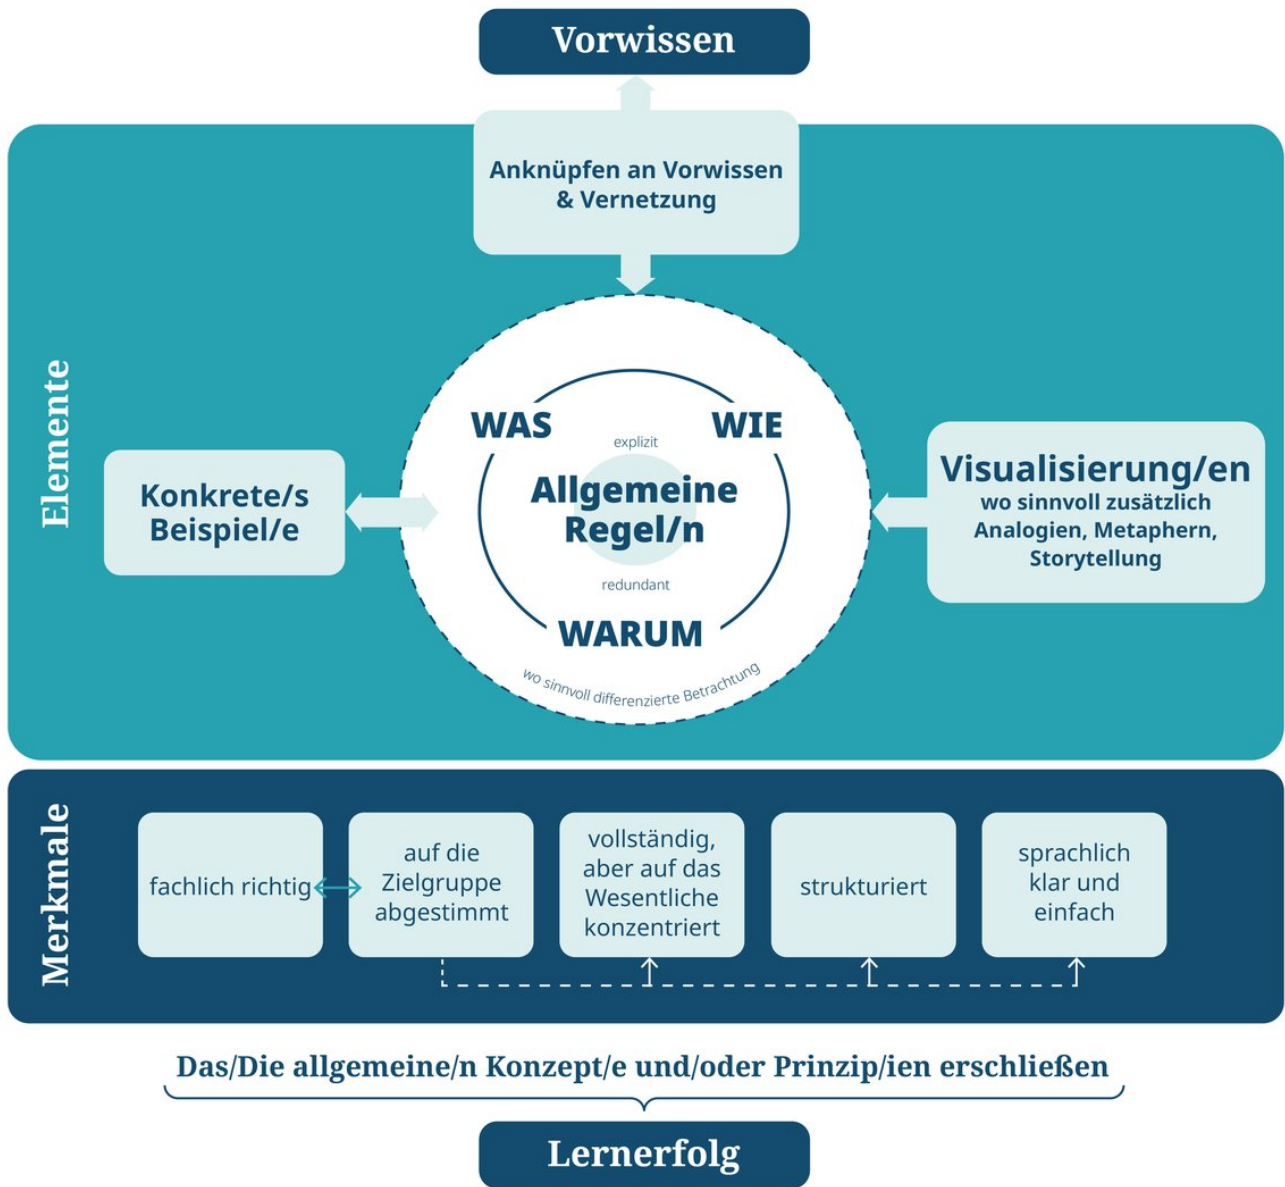 Vorwissen
Anknüpfen an Vorwissen
& Vernetzung
Elemente
WAS
WIE
explizit
Allgemeine
Regel/n
redundant
WARUM
wo sinnvoll differenzierte Betrachtung
Konkrete/s
Beispiel/e
Visualisierung/en
wo sinnvoll zusätzlich
Analogien, Metaphern,
Storytellung
Merkmale
fachlich richtig
auf die
Zielgruppe
abgestimmt
vollständig,
aber auf das
Wesentliche
konzentriert
strukturiert
sprachlich
klar und
einfach
Das/Die allgemeine/n Konzept/e und/oder Prinzip/ien erschließen
Lernerfolg